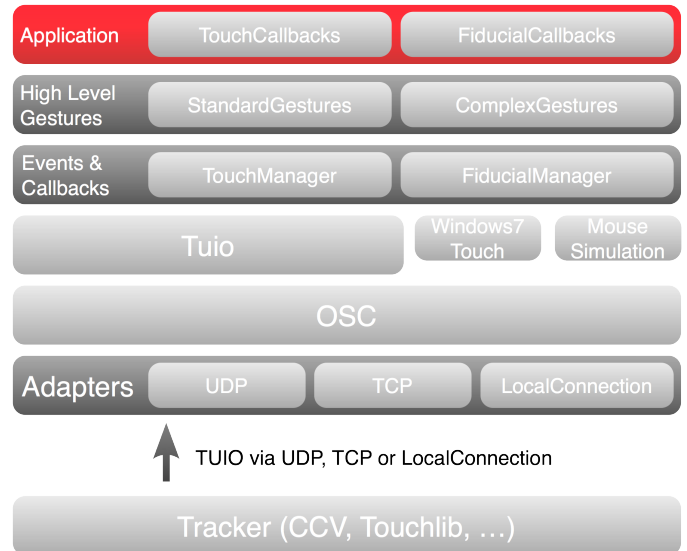 Application
TouchCallbacks
FiducialCallbacks
High Level
Gestures
StandardGestures
ComplexGestures
Events &
Callbacks
TouchManager
FiducialManager
Tuio
Windows7
Touch
Mouse
Simulation
OSC
Adapters
UDP
TCP
LocalConnection
TUIO via UDP, TCP or LocalConnection
Tracker (CCV, Touchlib, …)